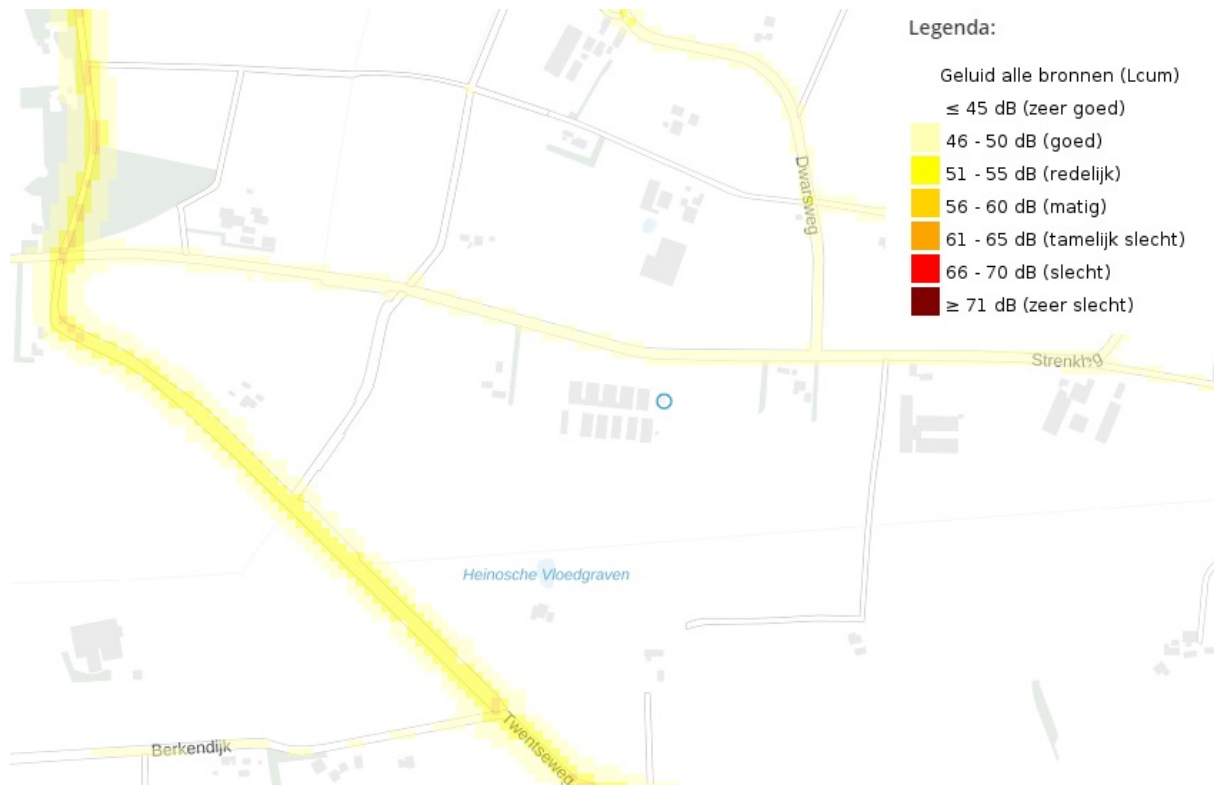 Legenda:
Geluid alle bronnen (Lcum)
≤ 45 dB (zeer goed)
46 - 50 dB (goed)
51 - 55 dB (redelijk)
56 - 60 dB (matig)
61 - 65 dB (tamelijk slecht)
66 - 70 dB (slecht)
≥ 71 dB (zeer slecht)
Dwarsweg
Heinosche Vloedgraven
Berkendijk
Twentseweg